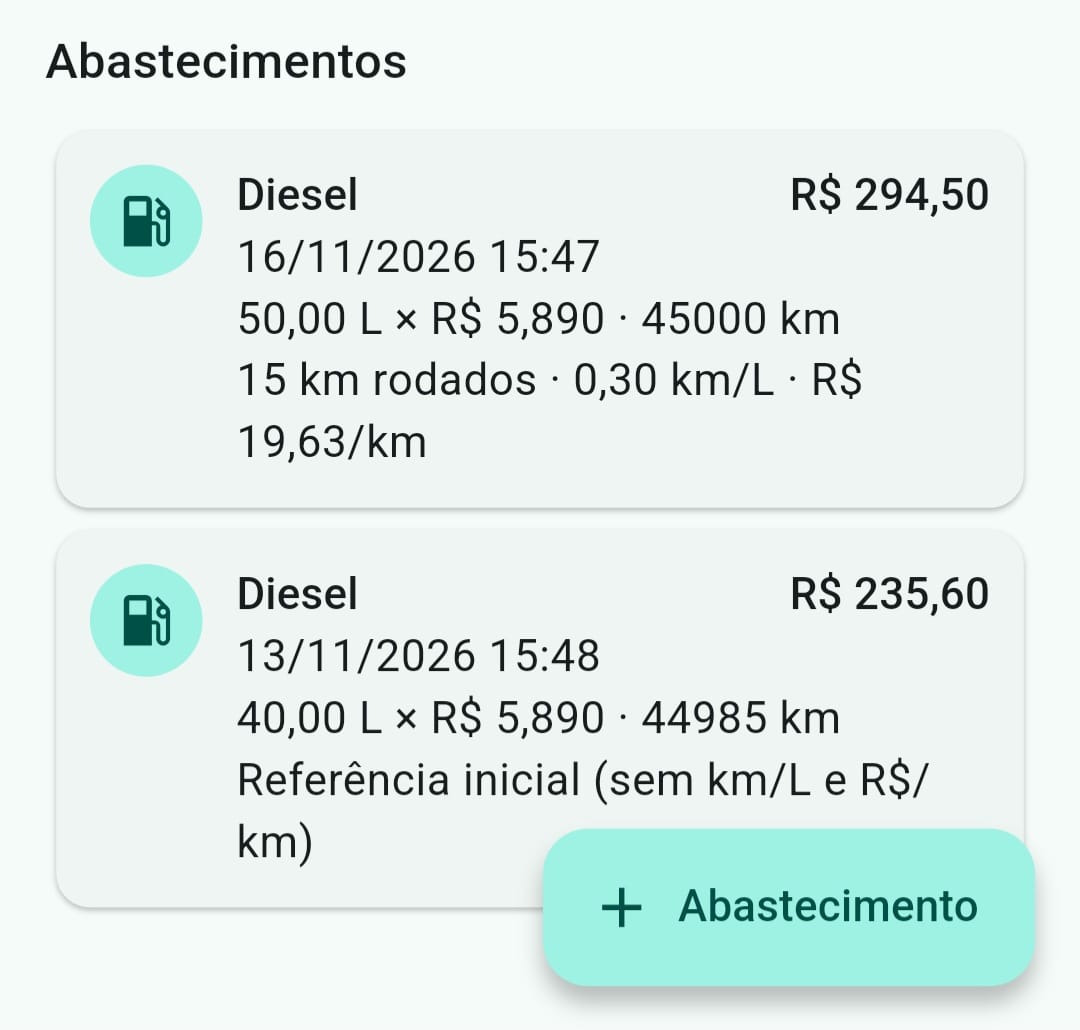 Abastecimentos
Diesel R$ 294,50
16/11/2026 15:47
50,00 L × R$ 5,890 · 45000 km
15 km rodados · 0,30 km/L · R$
19,63/km
Diesel R$ 235,60
13/11/2026 15:48
40,00 L × R$ 5,890 · 44985 km
Referência inicial (sem km/L e R$/
km)
+ Abastecimento